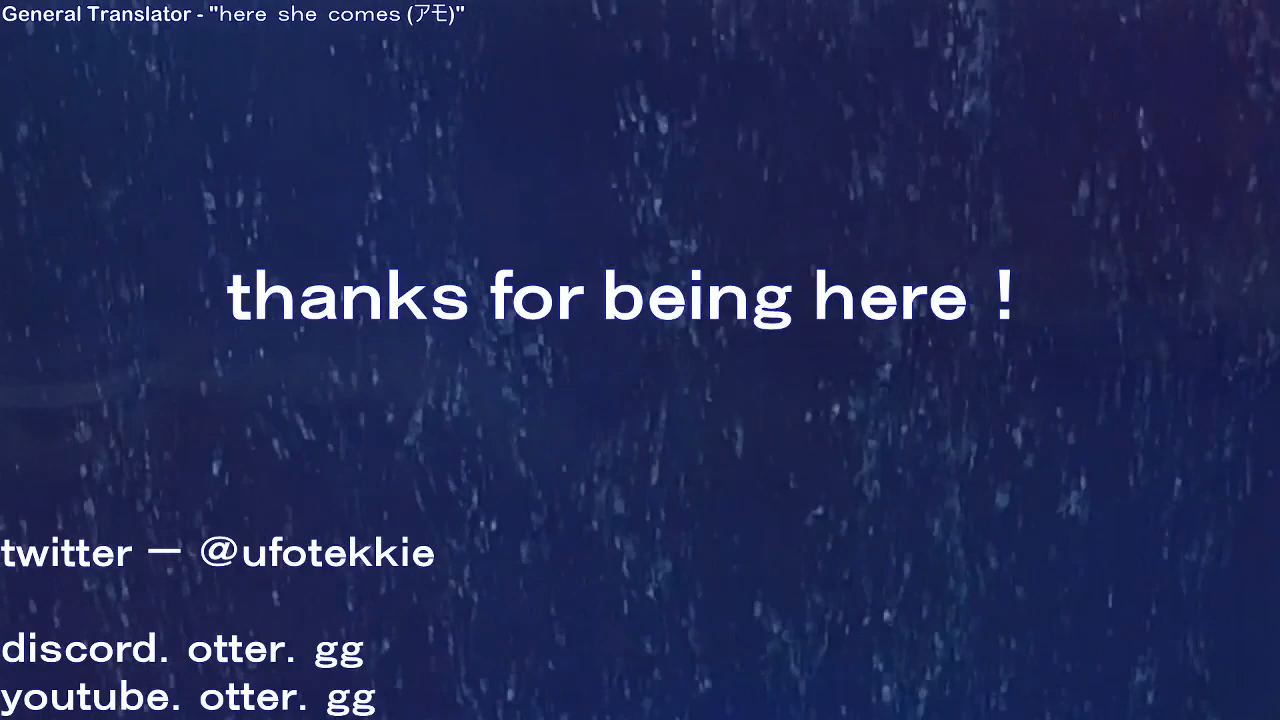 General Translator - "here she comes (アモ)"
thanks for being here !
twitter ー @ufotekkie
discord. otter. gg
youtube. otter. gg